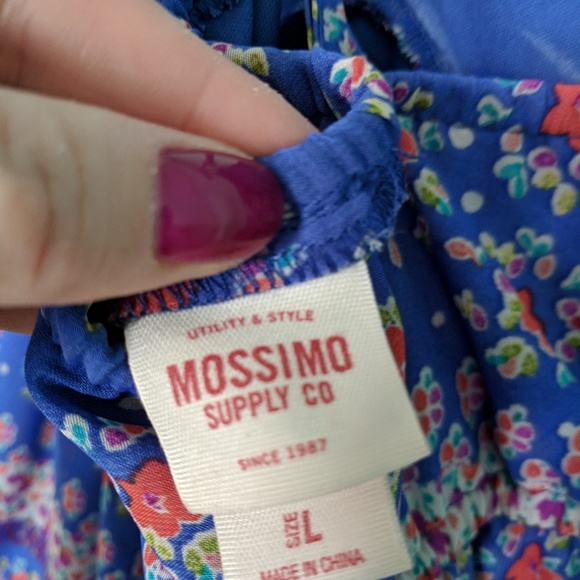 UTILITY & STYLE
MOSSIMO
SUPPLY CO
SINCE 1987
SIZE L
MADE IN CHINA